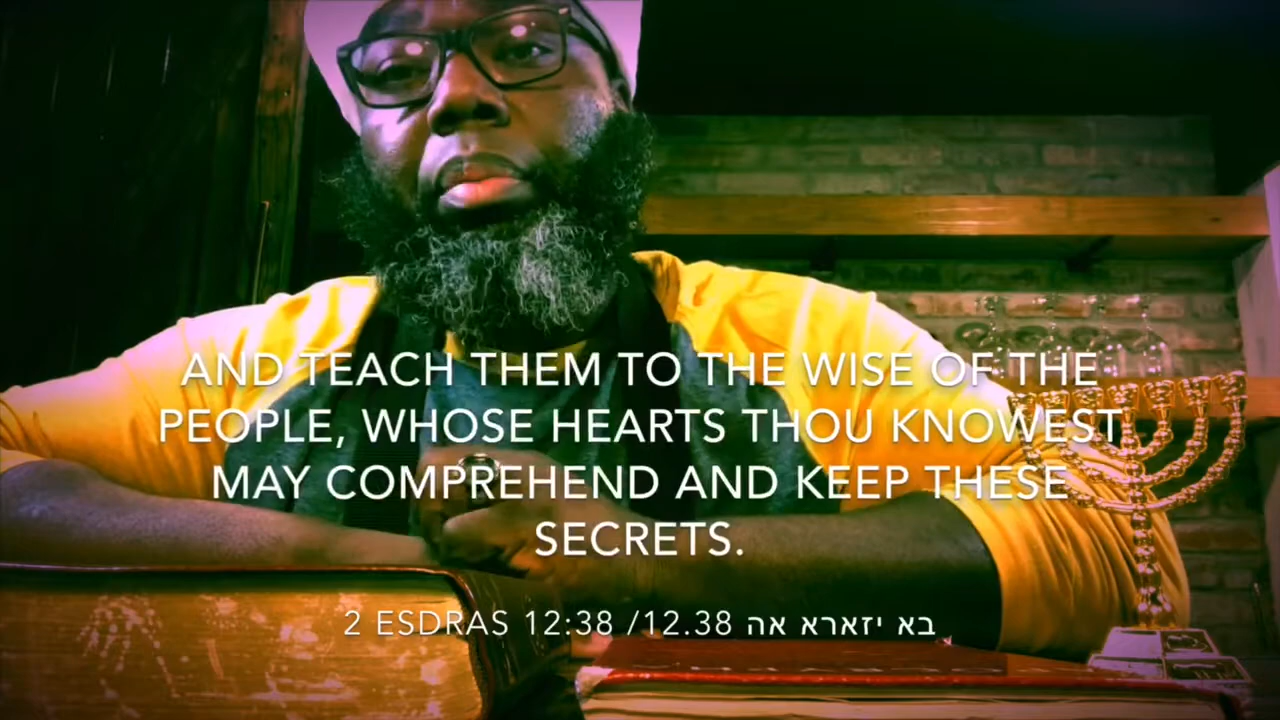 AND TEACH THEM TO THE WISE OF THE
PEOPLE, WHOSE HEARTS THOU KNOWEST
MAY COMPREHEND AND KEEP THESE
SECRETS.
2 ESDRAS 12:38 /12.38 בא יזארא אה